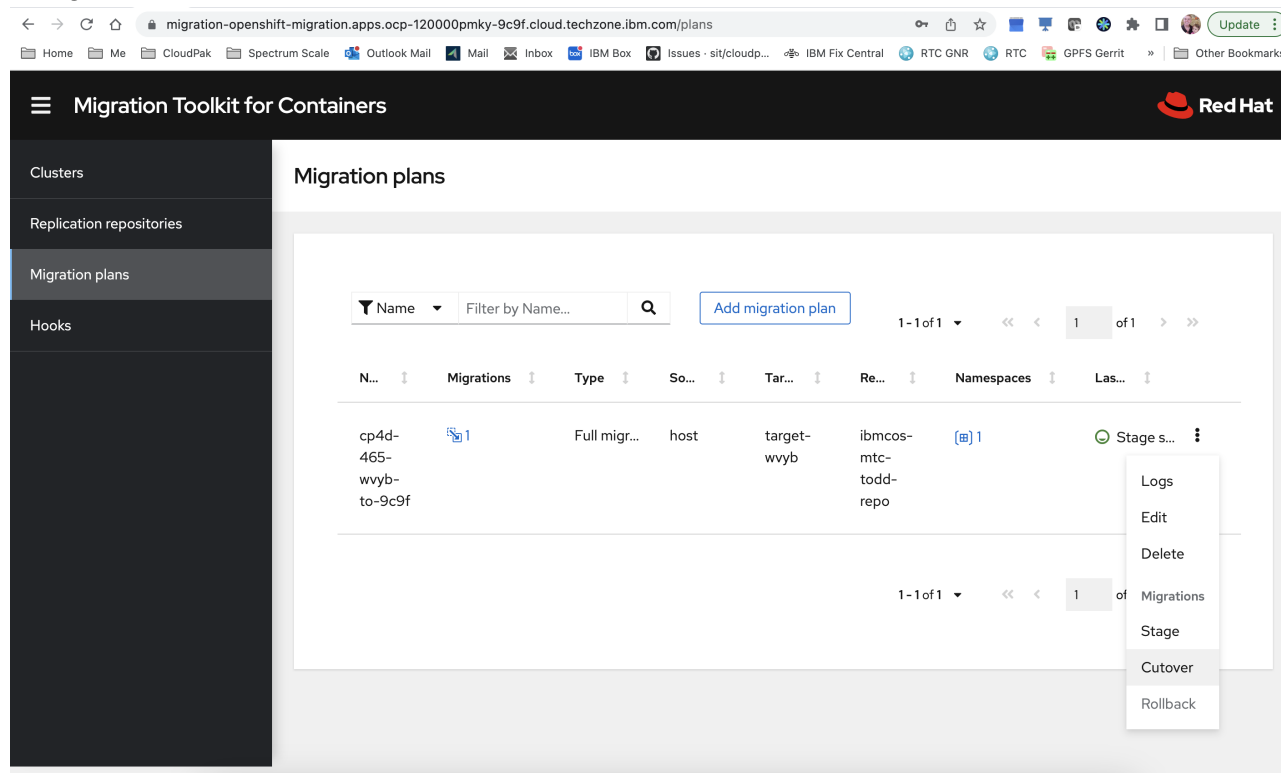 migration-openshift-migration.apps.ocp-120000pmky-9c9f.cloud.techzone.ibm.com/plans
Update
Home Me CloudPak Spectrum Scale Outlook Mail Mail Inbox IBM Box Issues · sit/cloudp... IBM Fix Central RTC GNR RTC GPFS Gerrit » Other Bookmarks
Migration Toolkit for Containers
Red Hat
Clusters
Replication repositories
Migration plans
Hooks
Migration plans
Name Filter by Name... Add migration plan
1 - 1 of 1 1 of 1
N... Migrations Type So... Tar... Re... Namespaces Las...
cp4d-465-wvyb-to-9c9f
1
Full migr...
host
target-wvyb
ibmcos-mtc-todd-repo
1
Stage s...
Logs
Edit
Delete
Migrations
Stage
Cutover
Rollback
1 - 1 of 1 1 of